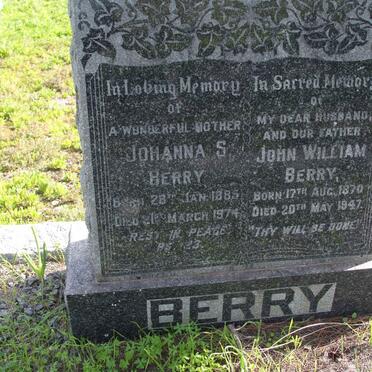 In Loving Memory
of
A WONDERFUL MOTHER
JOHANNA S.
BERRY
BORN 28TH JAN. 1885
DIED MARCH 1974
"REST IN PEACE"
PS. 23.
In Sacred Memory
of
MY DEAR HUSBAND,
AND OUR FATHER
JOHN WILLIAM
BERRY,
BORN 17TH AUG. 1870
DIED 20TH MAY 1947.
"THY WILL BE DONE"
BERRY